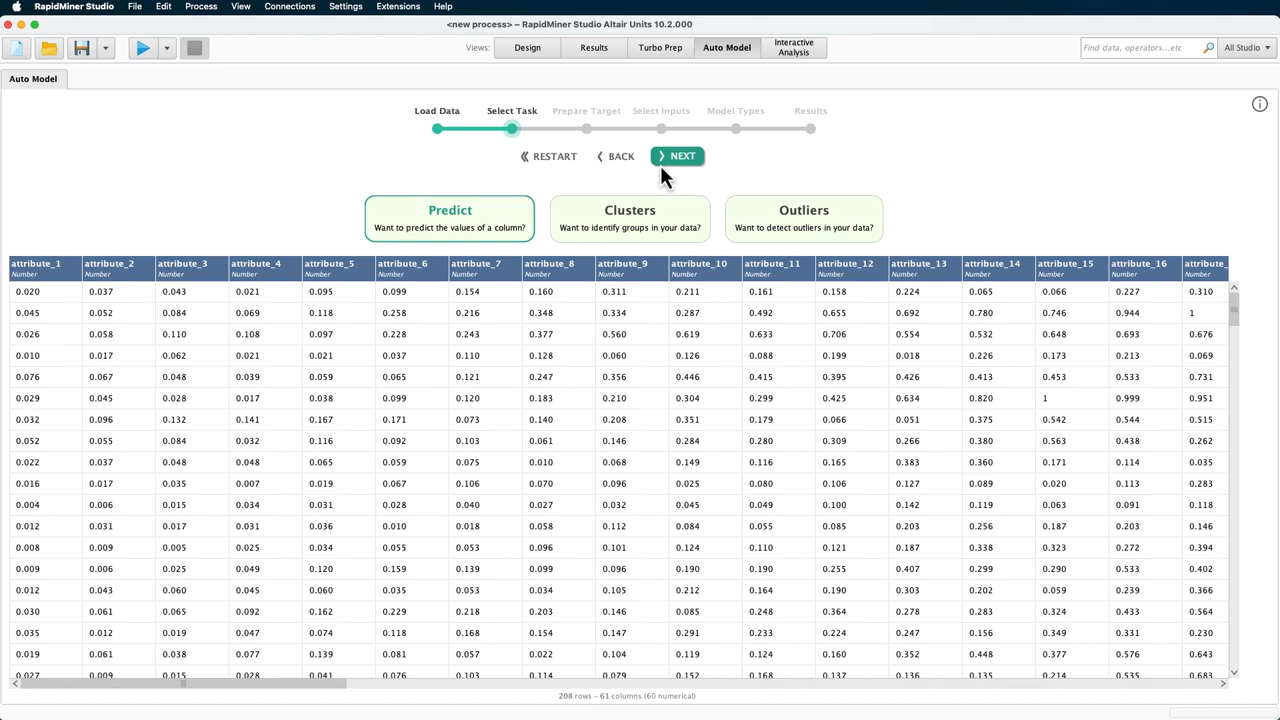 RapidMiner Studio File Edit Process View Connections Settings Extensions Help
<new process> – RapidMiner Studio Altair Units 10.2.000
Views: Design Results Turbo Prep Auto Model Interactive Analysis Find data, operators...etc All Studio
Auto Model
Load Data Select Task Prepare Target Select Inputs Model Types Results
RESTART BACK NEXT
Predict Clusters Outliers
Want to predict the values of a column? Want to identify groups in your data? Want to detect outliers in your data?
attribute_1 attribute_2 attribute_3 attribute_4 attribute_5 attribute_6 attribute_7 attribute_8 attribute_9 attribute_10 attribute_11 attribute_12 attribute_13 attribute_14 attribute_15 attribute_16 attribute_
Number Number Number Number Number Number Number Number Number Number Number Number Number Number Number Number Number
0.020 0.037 0.043 0.021 0.095 0.099 0.154 0.160 0.311 0.211 0.161 0.158 0.224 0.065 0.066 0.227 0.310
0.045 0.052 0.084 0.069 0.118 0.258 0.216 0.348 0.334 0.287 0.492 0.655 0.692 0.780 0.746 0.944 1
0.026 0.058 0.110 0.108 0.097 0.228 0.243 0.377 0.560 0.619 0.633 0.706 0.554 0.532 0.648 0.693 0.676
0.010 0.017 0.062 0.021 0.021 0.037 0.110 0.128 0.060 0.126 0.088 0.199 0.018 0.226 0.173 0.213 0.069
0.076 0.067 0.048 0.039 0.059 0.065 0.121 0.247 0.356 0.446 0.415 0.395 0.426 0.413 0.453 0.533 0.731
0.029 0.045 0.028 0.017 0.038 0.099 0.120 0.183 0.210 0.304 0.299 0.425 0.634 0.820 1 0.999 0.951
0.032 0.096 0.132 0.141 0.167 0.171 0.073 0.140 0.208 0.351 0.179 0.066 0.051 0.375 0.542 0.544 0.515
0.052 0.055 0.084 0.032 0.116 0.092 0.103 0.061 0.146 0.284 0.280 0.309 0.266 0.380 0.563 0.438 0.262
0.022 0.037 0.048 0.048 0.065 0.059 0.075 0.010 0.068 0.149 0.116 0.165 0.383 0.360 0.171 0.114 0.035
0.016 0.017 0.035 0.007 0.019 0.067 0.106 0.070 0.096 0.025 0.080 0.106 0.127 0.089 0.020 0.113 0.283
0.004 0.006 0.015 0.034 0.031 0.028 0.040 0.027 0.032 0.045 0.049 0.100 0.142 0.119 0.063 0.091 0.118
0.012 0.031 0.017 0.031 0.036 0.010 0.018 0.058 0.112 0.084 0.055 0.085 0.203 0.256 0.187 0.203 0.146
0.008 0.009 0.005 0.025 0.034 0.055 0.053 0.096 0.101 0.124 0.110 0.121 0.187 0.338 0.323 0.272 0.394
0.009 0.006 0.025 0.049 0.120 0.159 0.139 0.099 0.096 0.190 0.190 0.255 0.407 0.299 0.290 0.533 0.402
0.012 0.043 0.060 0.045 0.060 0.035 0.053 0.034 0.105 0.212 0.164 0.190 0.303 0.202 0.059 0.239 0.366
0.030 0.061 0.065 0.092 0.162 0.229 0.218 0.203 0.146 0.085 0.248 0.364 0.278 0.283 0.324 0.433 0.564
0.035 0.012 0.019 0.047 0.074 0.118 0.168 0.154 0.147 0.291 0.233 0.224 0.247 0.156 0.349 0.331 0.230
0.019 0.061 0.038 0.077 0.139 0.081 0.057 0.022 0.104 0.119 0.124 0.160 0.352 0.448 0.377 0.576 0.643
0.027 0.009 0.015 0.028 0.041 0.076 0.103 0.114 0.079 0.152 0.168 0.137 0.136 0.135 0.214 0.535 0.683
208 rows – 61 columns (60 numerical)